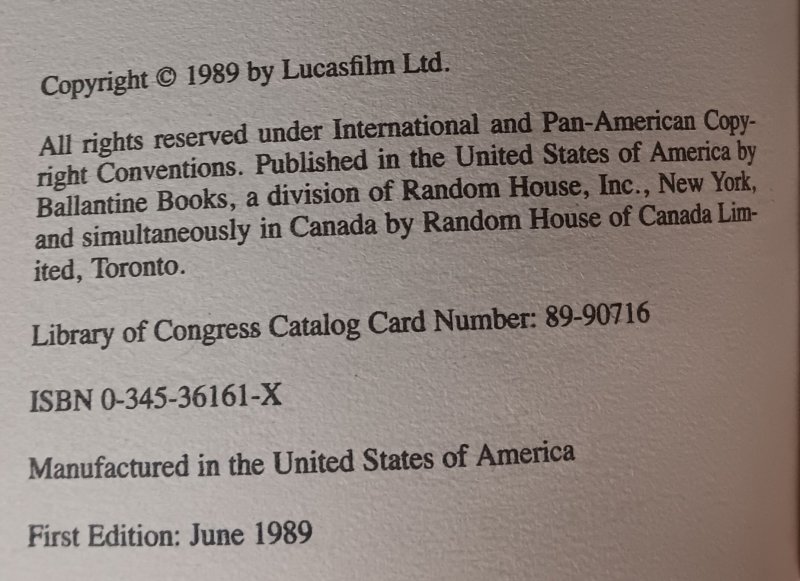 Copyright © 1989 by Lucasfilm Ltd.
All rights reserved under International and Pan-American Copy-
right Conventions. Published in the United States of America by
Ballantine Books, a division of Random House, Inc., New York,
and simultaneously in Canada by Random House of Canada Lim-
ited, Toronto.
Library of Congress Catalog Card Number: 89-90716
ISBN 0-345-36161-X
Manufactured in the United States of America
First Edition: June 1989